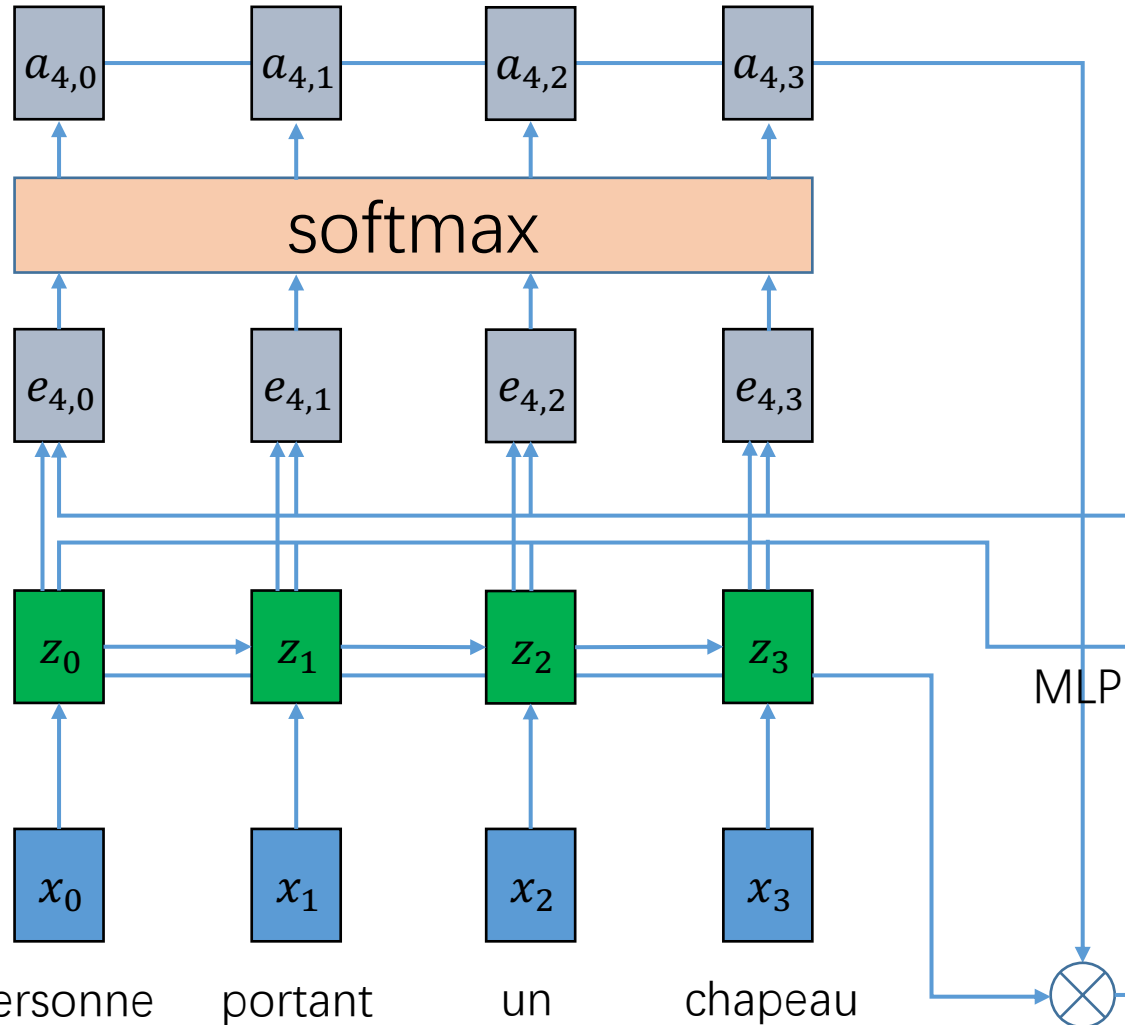 a₄,₀ a₄,₁ a₄,₂ a₄,₃
softmax
e₄,₀ e₄,₁ e₄,₂ e₄,₃
z₀ z₁ z₂ z₃
MLP
x₀ x₁ x₂ x₃
ersonne portant un chapeau